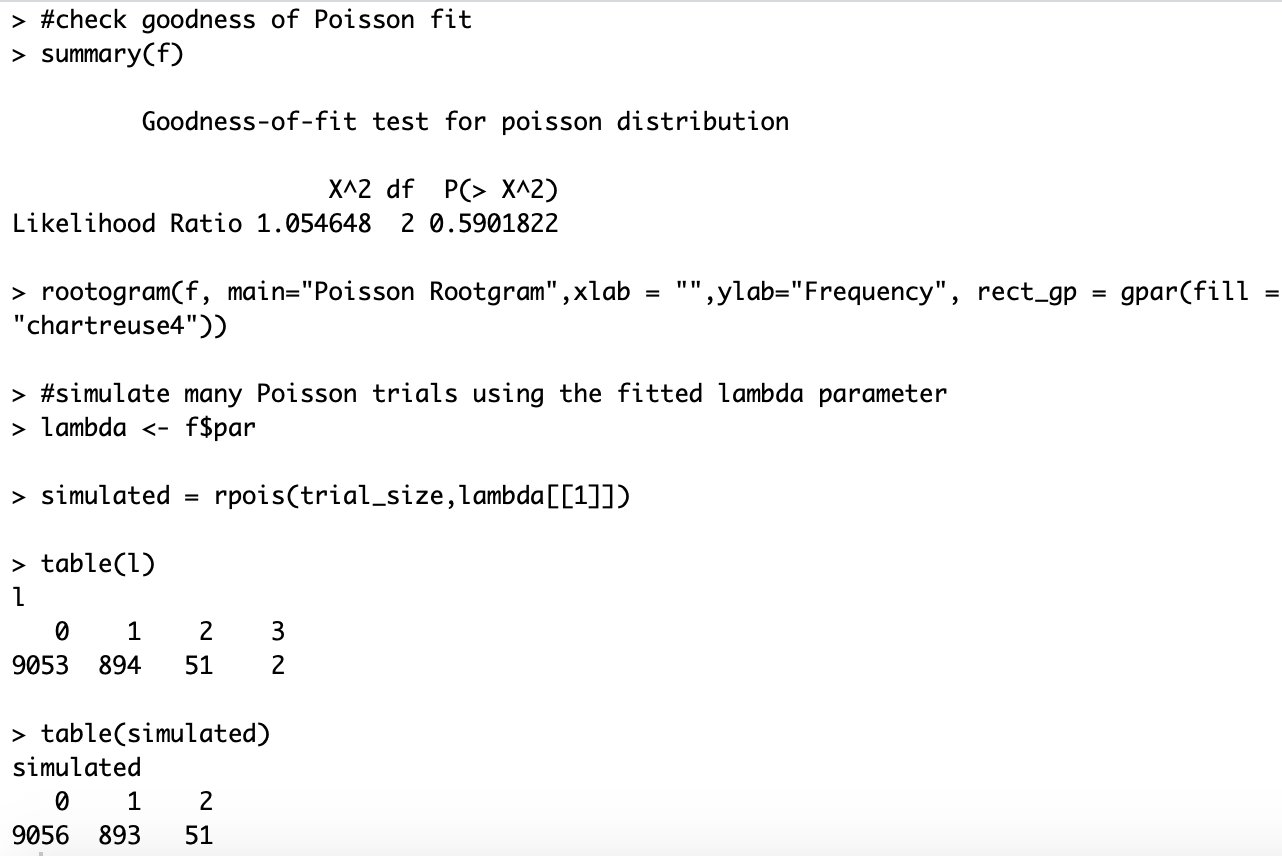 > #check goodness of Poisson fit
> summary(f)
Goodness-of-fit test for poisson distribution
X^2 df P(> X^2)
Likelihood Ratio 1.054648 2 0.5901822
> rootogram(f, main="Poisson Rootgram",xlab = "",ylab="Frequency", rect_gp = gpar(fill =
"chartreuse4"))
> #simulate many Poisson trials using the fitted lambda parameter
> lambda <- f$par
> simulated = rpois(trial_size,lambda[[1]])
> table(l)
l
0 1 2 3
9053 894 51 2
> table(simulated)
simulated
0 1 2
9056 893 51